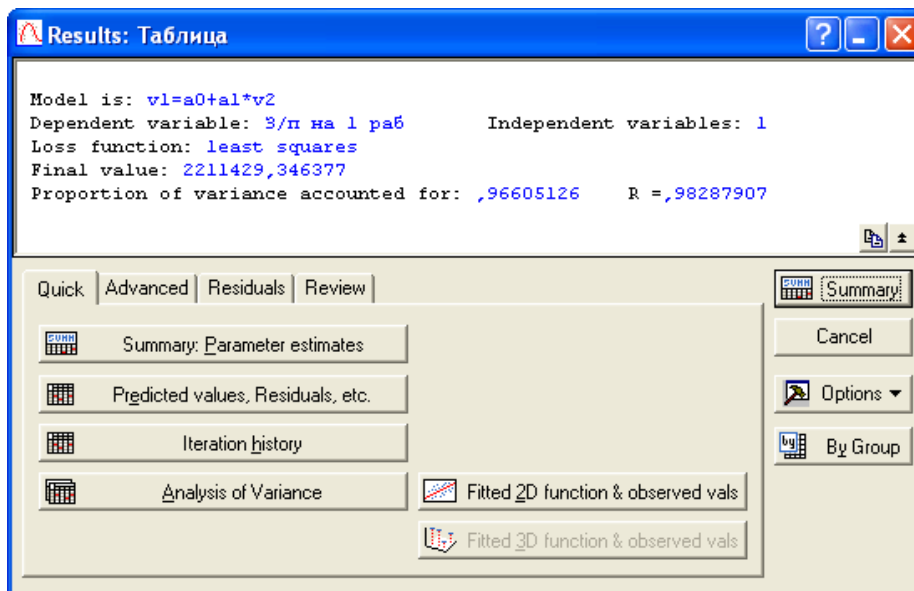 Results: Таблица
Model is: v1=a0+a1*v2
Dependent variable: З/п на 1 раб Independent variables: 1
Loss function: least squares
Final value: 2211429,346377
Proportion of variance accounted for: ,96605126 R =,98287907
Quick Advanced Residuals Review
Summary
Summary: Parameter estimates
Cancel
Predicted values, Residuals, etc.
Options
Iteration history
By Group
Analysis of Variance
Fitted 2D function & observed vals
Fitted 3D function & observed vals